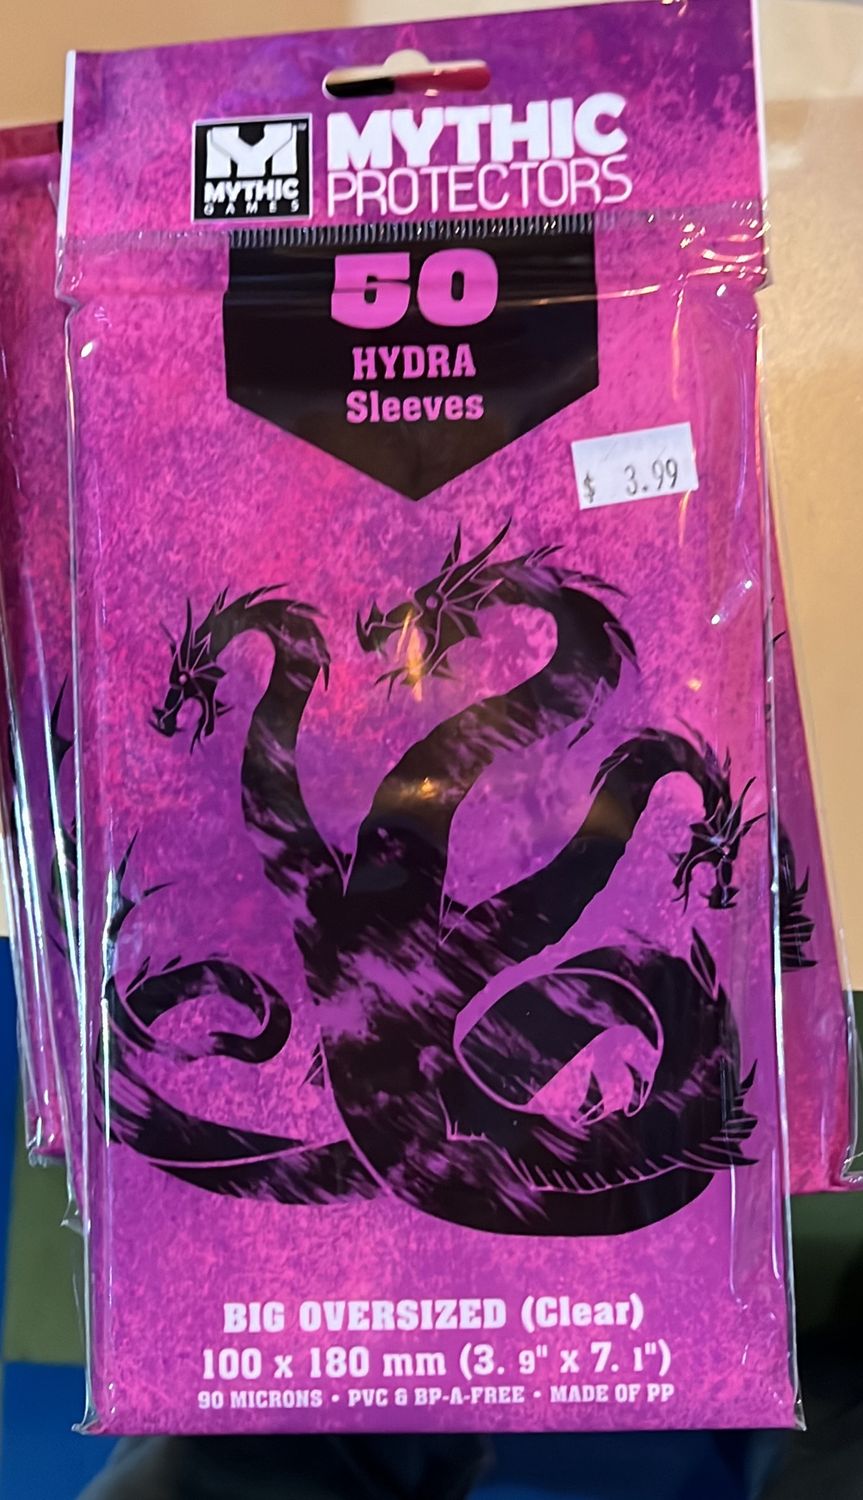 MYTHIC
GAMES
MYTHIC
PROTECTORS
50
HYDRA
Sleeves
$ 3.99
BIG OVERSIZED (Clear)
100 x 180 mm (3. 9" x 7. 1")
90 MICRONS • PVC & BP-A-FREE • MADE OF PP